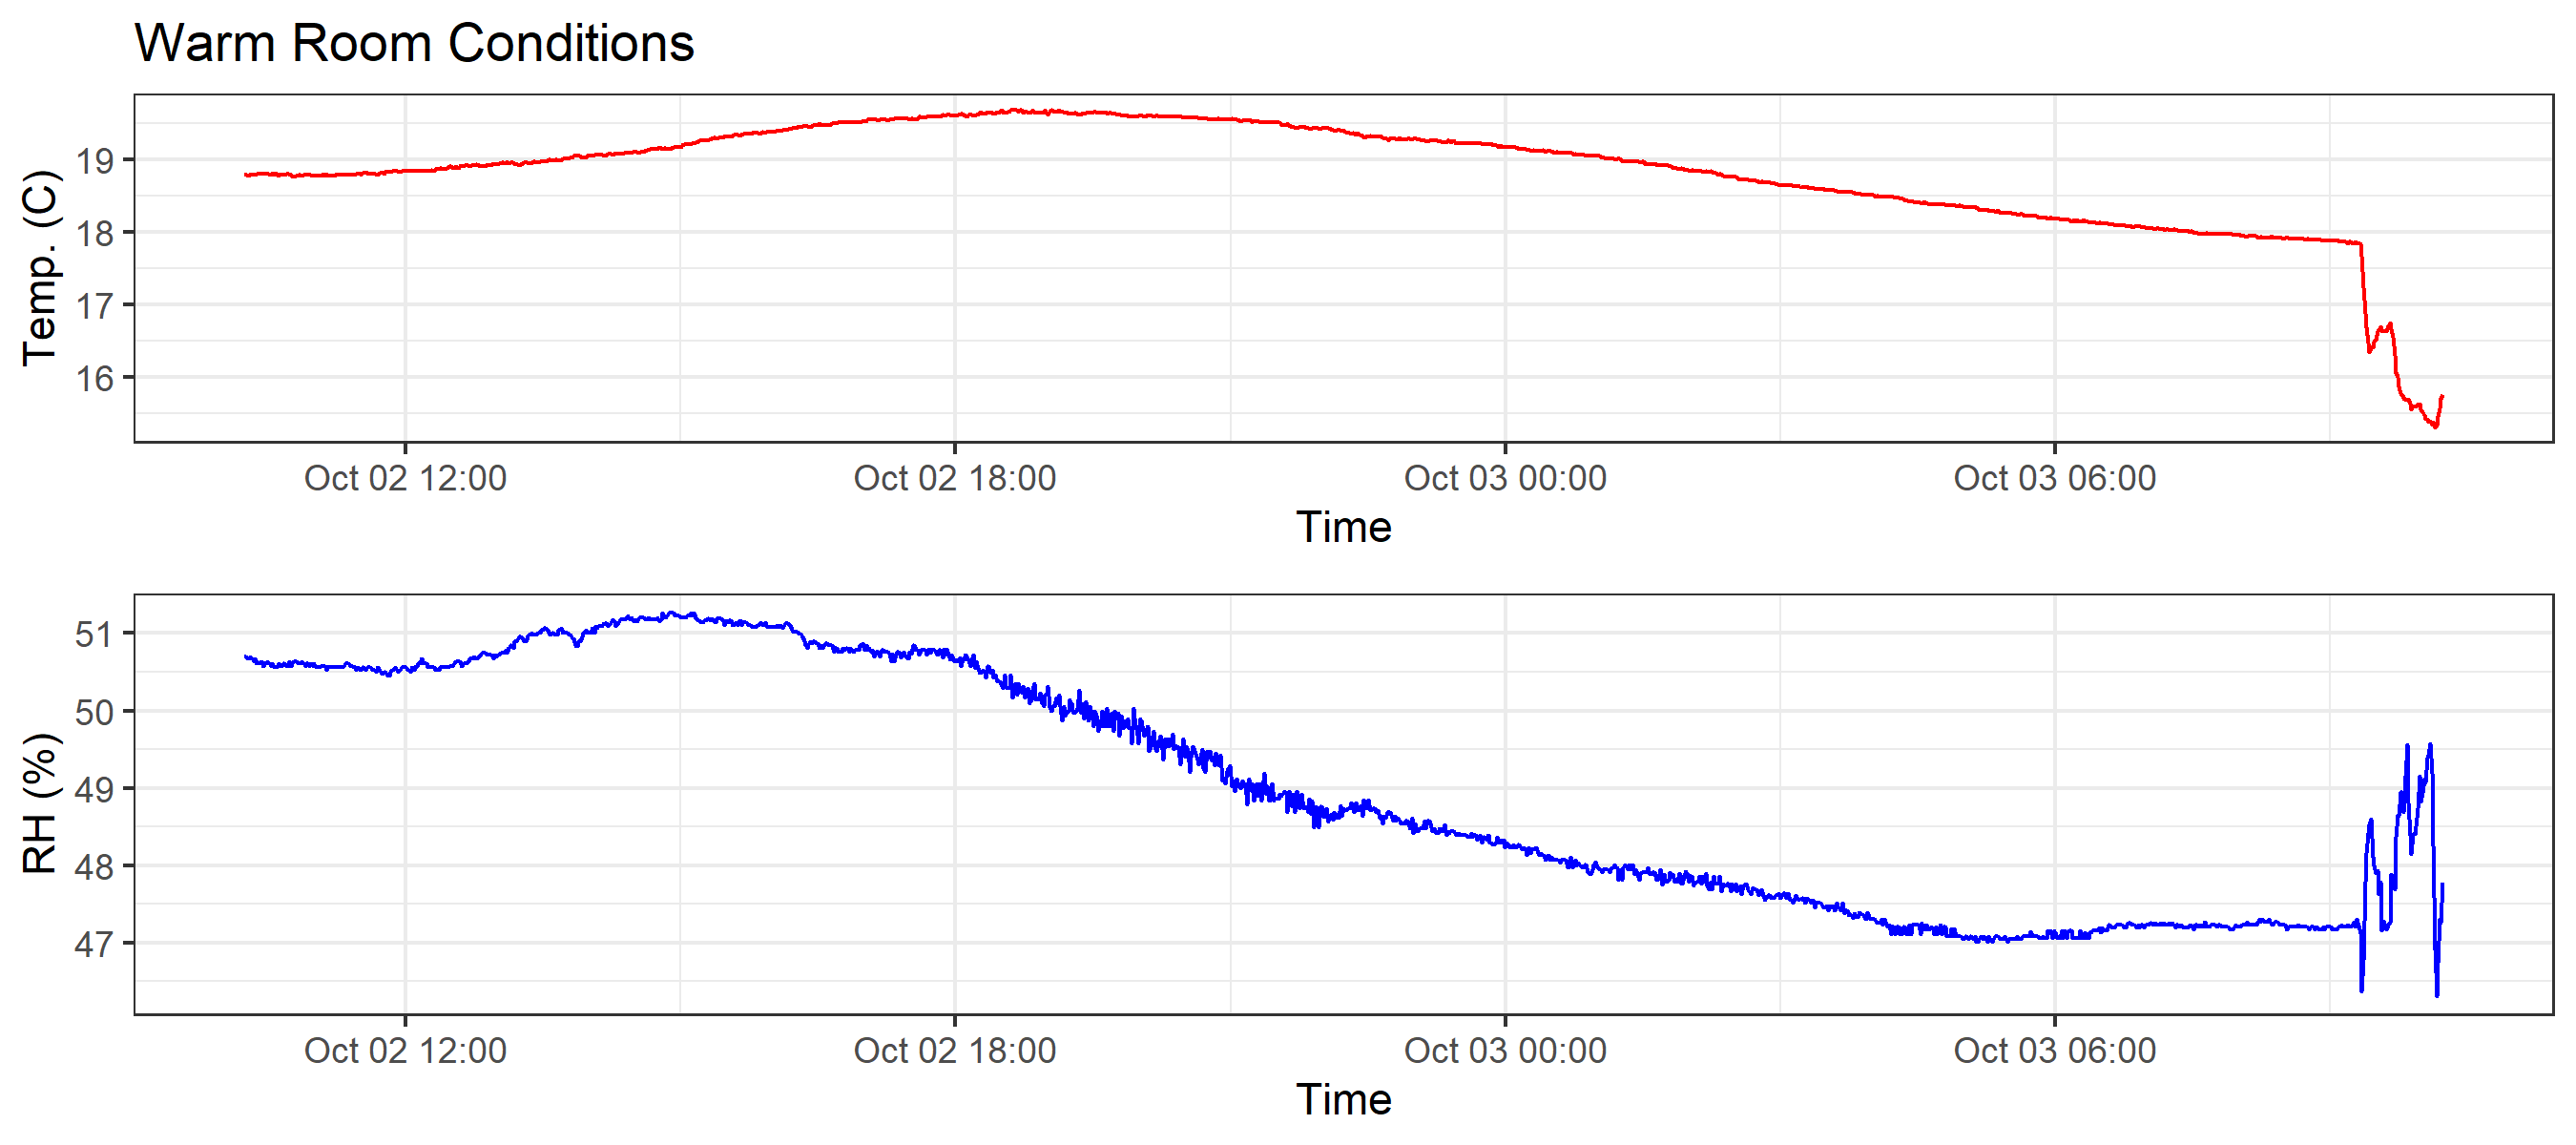 Warm Room Conditions
Temp. (C)
19
18
17
16
Oct 02 12:00 Oct 02 18:00 Oct 03 00:00 Oct 03 06:00
Time
RH (%)
51
50
49
48
47
Oct 02 12:00 Oct 02 18:00 Oct 03 00:00 Oct 03 06:00
Time